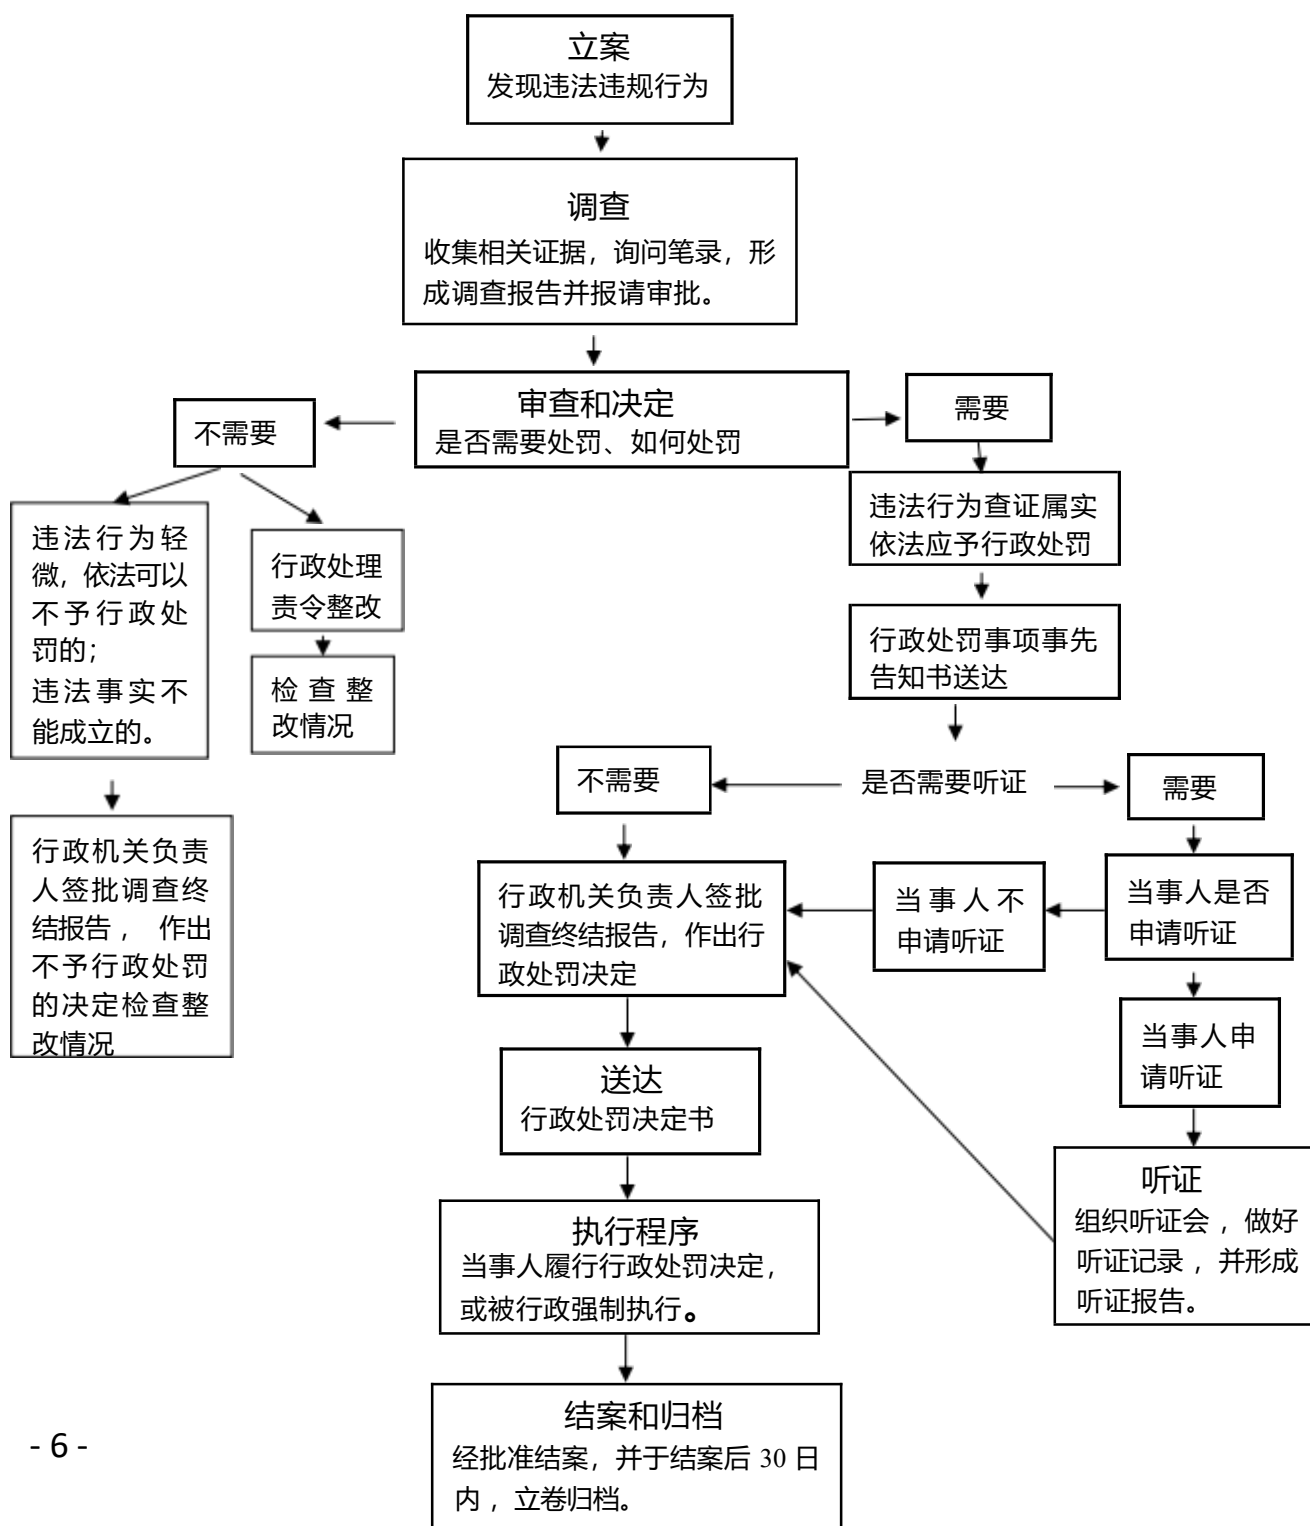 立案
发现违法违规行为
调查
收集相关证据，询问笔录，形
成调查报告并报请审批。
审查和决定
是否需要处罚、如何处罚
不需要
需要
违法行为轻
微，依法可以
不予行政处
罚的；
违法事实不
能成立的。
行政处理
责令整改
检查整
改情况
行政机关负责
人签批调查终
结报告， 作出
不予行政处罚
的决定检查整
改情况
违法行为查证属实
依法应予行政处罚
行政处罚事项事先
告知书送达
是否需要听证
不需要
需要
行政机关负责人签批
调查终结报告，作出行
政处罚决定
当事人不
申请听证
当事人是否
申请听证
当事人申
请听证
听证
组织听证会，做好
听证记录，并形成
听证报告。
送达
行政处罚决定书
执行程序
当事人履行行政处罚决定，
或被行政强制执行。
结案和归档
经批准结案，并于结案后 30 日
内，立卷归档。
- 6 -